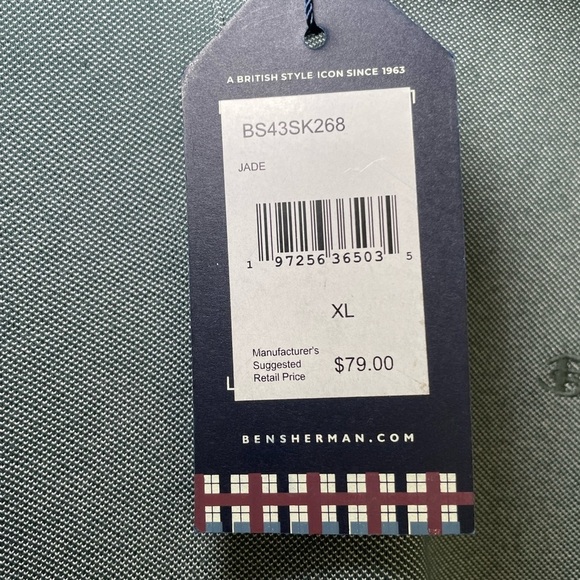 A BRITISH STYLE ICON SINCE 1963
BS43SK268
JADE
1 97256 36503 5
XL
Manufacturer's
Suggested
Retail Price
$79.00
L
BENSHERMAN.COM